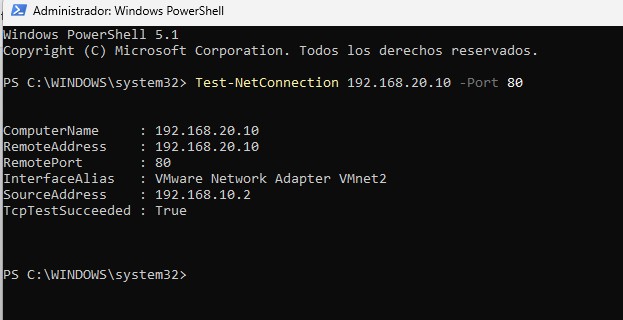 Administrador: Windows PowerShell
Windows PowerShell 5.1
Copyright (C) Microsoft Corporation. Todos los derechos reservados.
PS C:\WINDOWS\system32> Test-NetConnection 192.168.20.10 -Port 80
ComputerName     : 192.168.20.10
RemoteAddress    : 192.168.20.10
RemotePort       : 80
InterfaceAlias   : VMware Network Adapter VMnet2
SourceAddress    : 192.168.10.2
TcpTestSucceeded : True
PS C:\WINDOWS\system32>